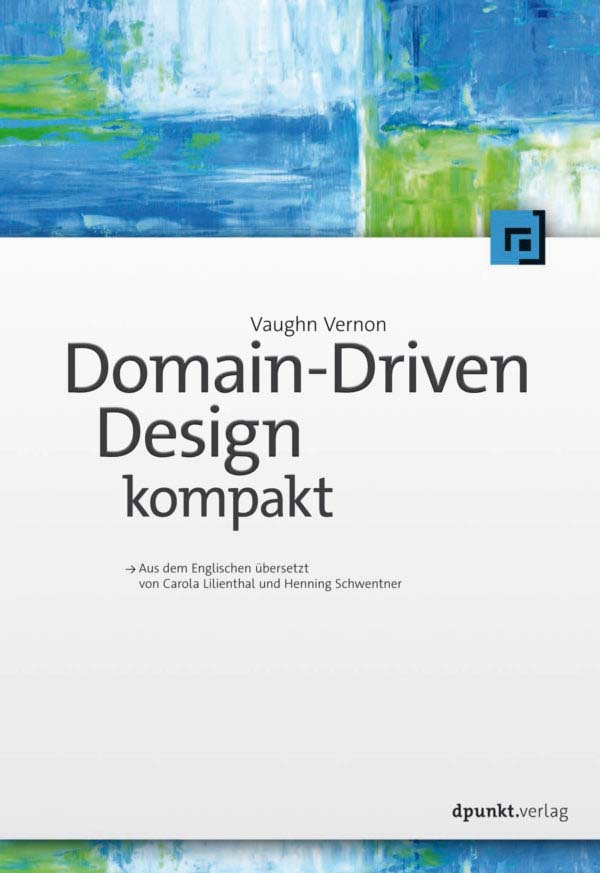 Vaughn Vernon
Domain-Driven
Design
kompakt
→ Aus dem Englischen übersetzt
von Carola Lilienthal und Henning Schwentner
dpunkt.verlag